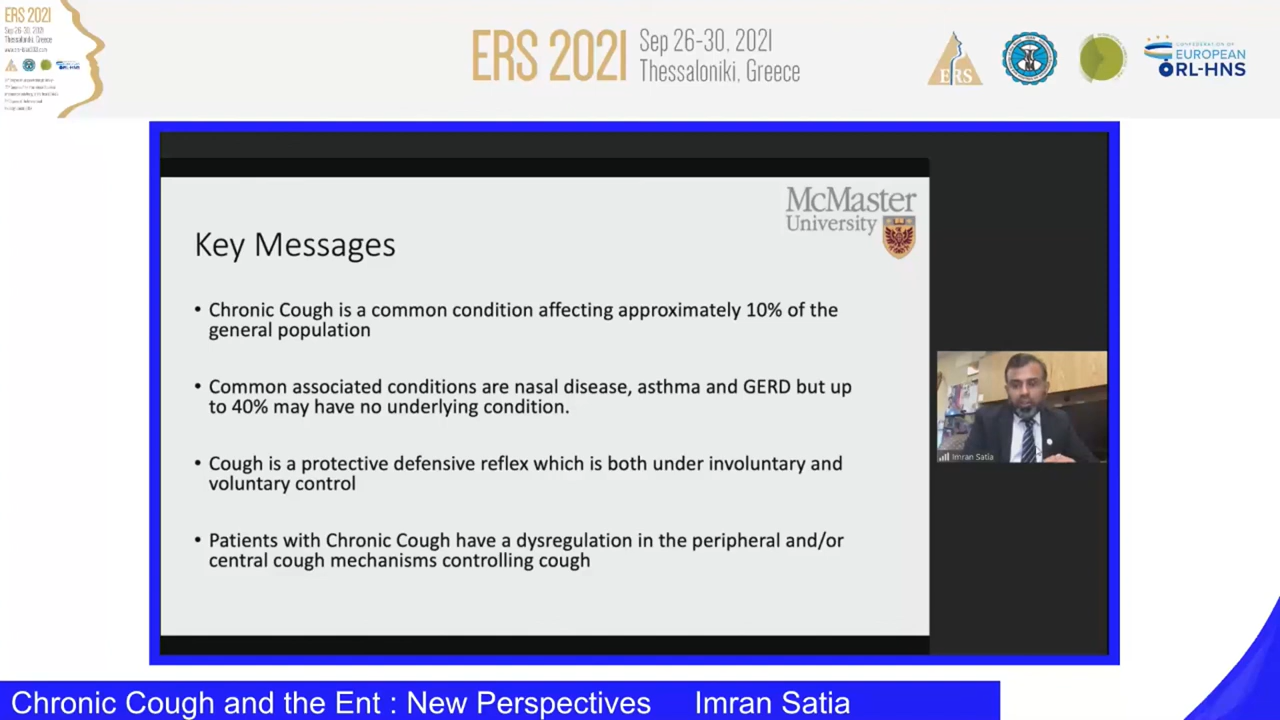 ERS 2021
Sep 26-30, 2021
Thessaloniki, Greece
ERS 2021
Sep 26-30, 2021
Thessaloniki, Greece
ERS
CONFEDERATION OF
EUROPEAN
ORL-HNS
McMaster
University
Key Messages
• Chronic Cough is a common condition affecting approximately 10% of the
general population
• Common associated conditions are nasal disease, asthma and GERD but up
to 40% may have no underlying condition.
• Cough is a protective defensive reflex which is both under involuntary and
voluntary control
• Patients with Chronic Cough have a dysregulation in the peripheral and/or
central cough mechanisms controlling cough
Imran Satia
Chronic Cough and the Ent : New Perspectives Imran Satia